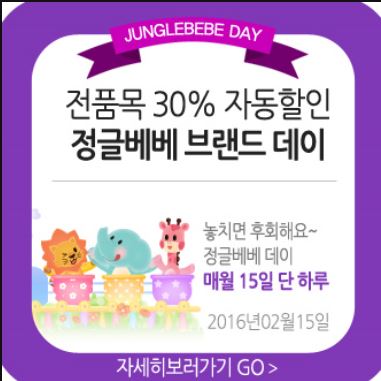 JUNGLEBEBE DAY
전품목 30% 자동할인
정글베베 브랜드 데이
놓치면 후회해요~
정글베베 데이
매월 15일 단 하루
2016년02월15일
자세히보러가기 GO >